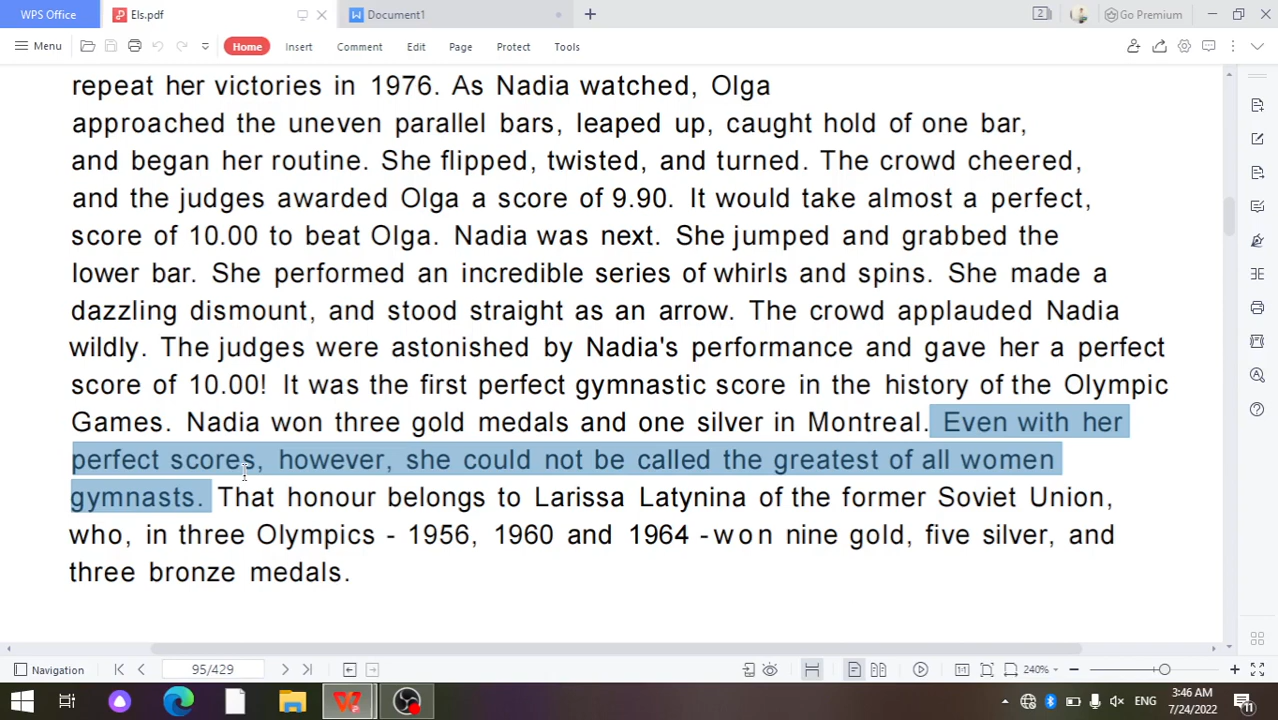 WPS Office
Els.pdf
Document1
2
Go Premium
Menu
Home
Insert
Comment
Edit
Page
Protect
Tools
repeat her victories in 1976. As Nadia watched, Olga
approached the uneven parallel bars, leaped up, caught hold of one bar,
and began her routine. She flipped, twisted, and turned. The crowd cheered,
and the judges awarded Olga a score of 9.90. It would take almost a perfect,
score of 10.00 to beat Olga. Nadia was next. She jumped and grabbed the
lower bar. She performed an incredible series of whirls and spins. She made a
dazzling dismount, and stood straight as an arrow. The crowd applauded Nadia
wildly. The judges were astonished by Nadia's performance and gave her a perfect
score of 10.00! It was the first perfect gymnastic score in the history of the Olympic
Games. Nadia won three gold medals and one silver in Montreal. Even with her
perfect scores, however, she could not be called the greatest of all women
gymnasts. That honour belongs to Larissa Latynina of the former Soviet Union,
who, in three Olympics - 1956, 1960 and 1964 - won nine gold, five silver, and
three bronze medals.
Navigation
95/429
240%
ENG
3:46 AM
7/24/2022
11